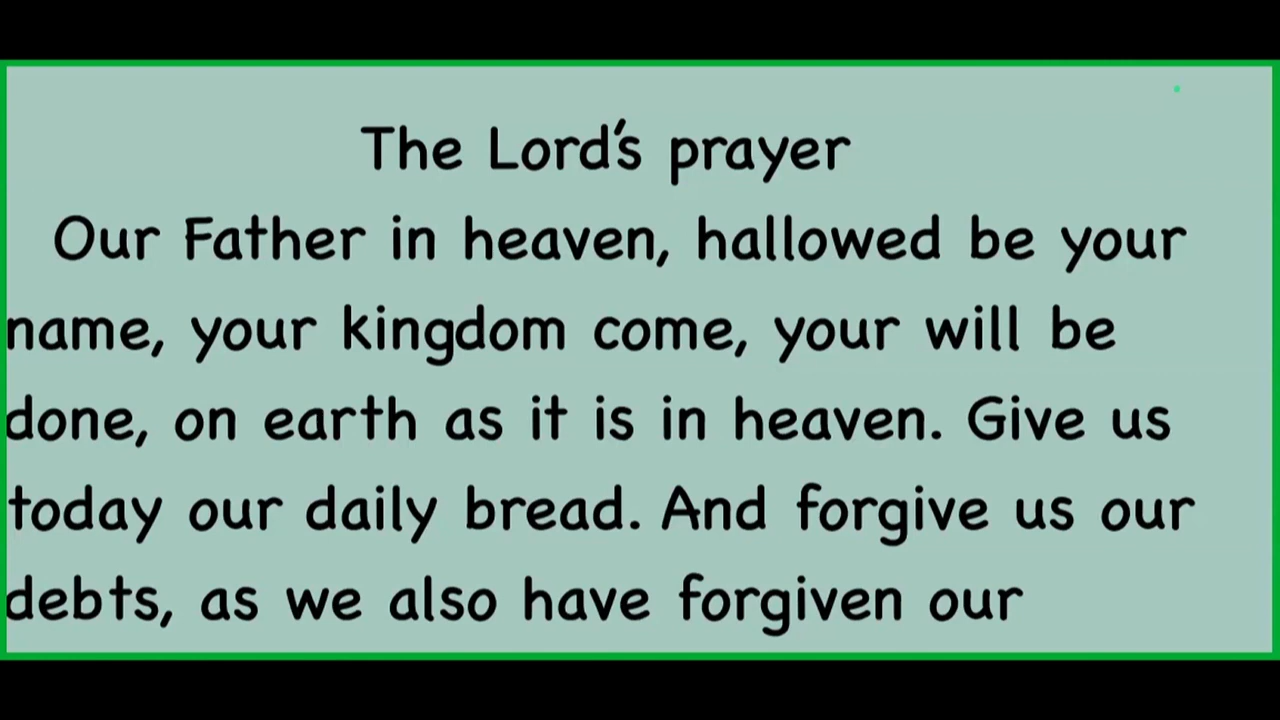 The Lord's prayer
Our Father in heaven, hallowed be your
name, your kingdom come, your will be
done, on earth as it is in heaven. Give us
today our daily bread. And forgive us our
debts, as we also have forgiven our